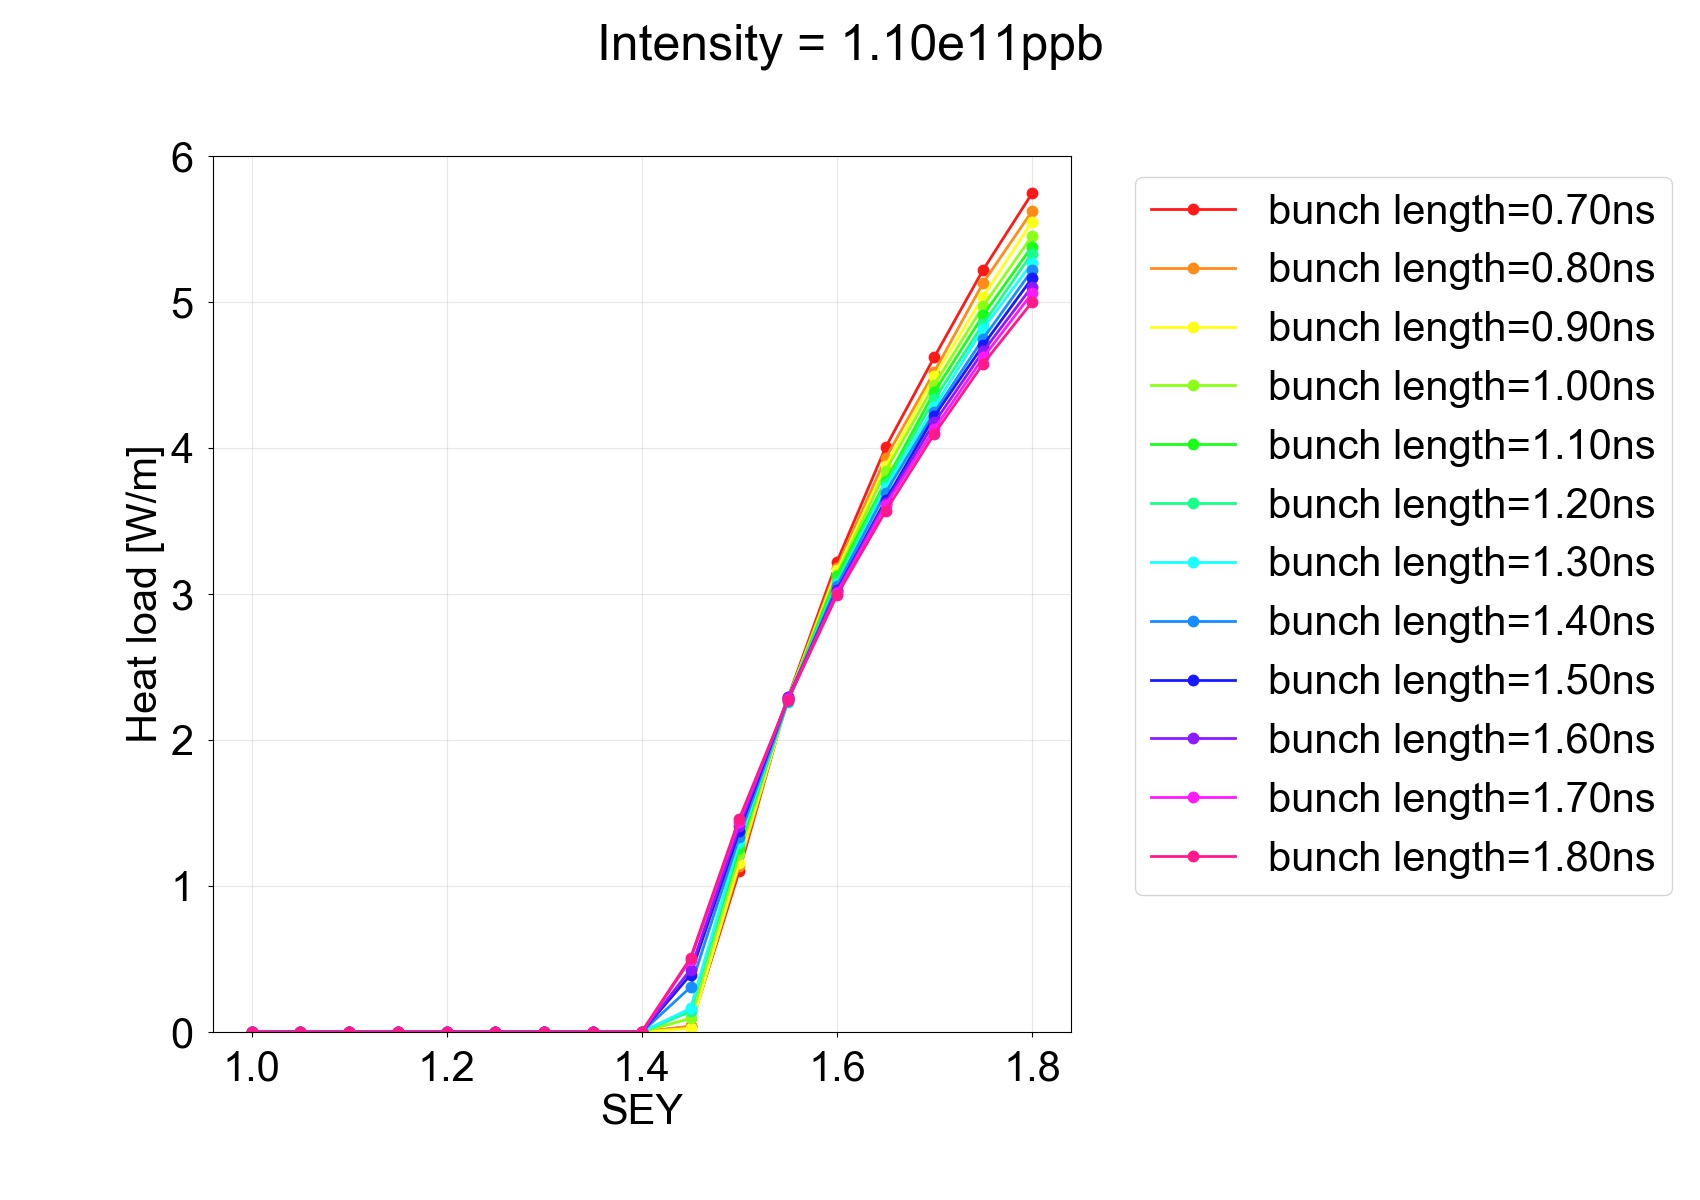 Intensity = 1.10e11ppb
6
5
4
3
2
1
0
Heat load [W/m]
1.0 1.2 1.4 1.6 1.8
SEY
bunch length=0.70ns
bunch length=0.80ns
bunch length=0.90ns
bunch length=1.00ns
bunch length=1.10ns
bunch length=1.20ns
bunch length=1.30ns
bunch length=1.40ns
bunch length=1.50ns
bunch length=1.60ns
bunch length=1.70ns
bunch length=1.80ns